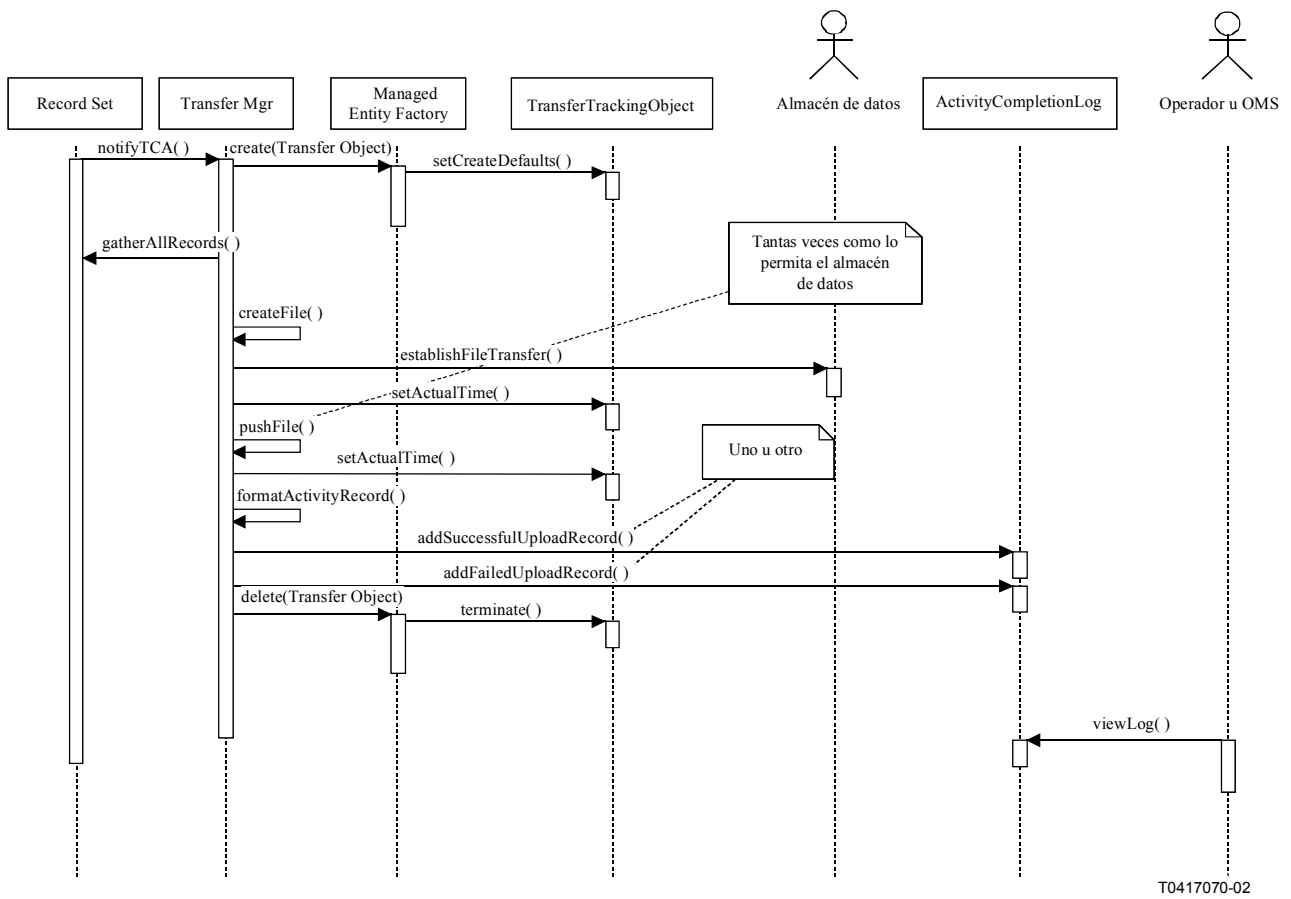 Record Set
Transfer Mgr
Managed
Entity Factory
TransferTrackingObject
Almacén de datos
ActivityCompletionLog
Operador u OMS
notifyTCA( )
create(Transfer Object)
setCreateDefaults( )
gatherAllRecords( )
Tantas veces como lo
permita el almacén
de datos
createFile( )
establishFileTransfer( )
setActualTime( )
pushFile( )
Uno u otro
setActualTime( )
formatActivityRecord( )
addSuccessfulUploadRecord( )
addFailedUploadRecord( )
delete(Transfer Object)
terminate( )
viewLog( )
T0417070-02